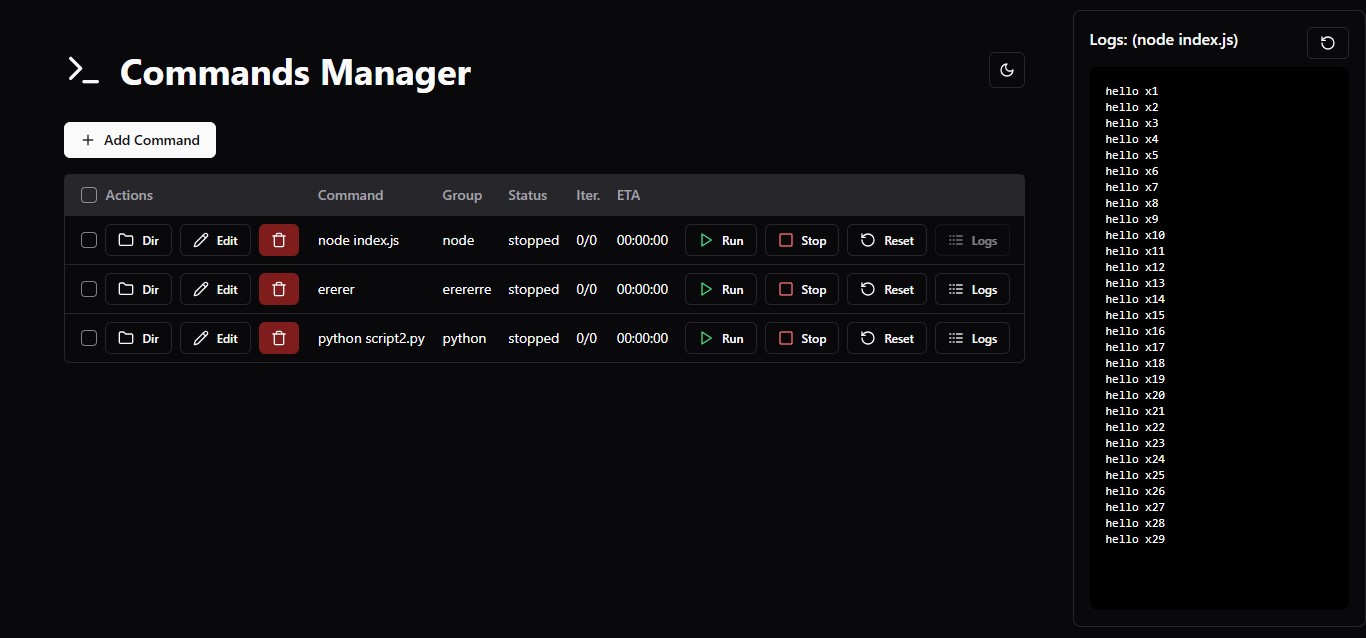 Commands Manager
Add Command
Actions Command Group Status Iter. ETA
Dir Edit node index.js node stopped 0/0 00:00:00 Run Stop Reset Logs
Dir Edit ererer erererre stopped 0/0 00:00:00 Run Stop Reset Logs
Dir Edit python script2.py python stopped 0/0 00:00:00 Run Stop Reset Logs
Logs: (node index.js)
hello x1
hello x2
hello x3
hello x4
hello x5
hello x6
hello x7
hello x8
hello x9
hello x10
hello x11
hello x12
hello x13
hello x14
hello x15
hello x16
hello x17
hello x18
hello x19
hello x20
hello x21
hello x22
hello x23
hello x24
hello x25
hello x26
hello x27
hello x28
hello x29